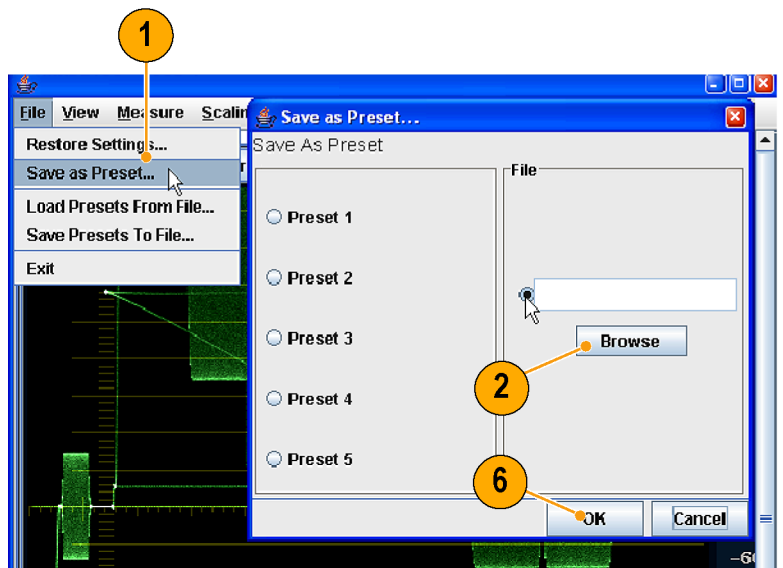 1
File View Measure Scalin
Restore Settings...
Save as Preset...
Load Presets From File...
Save Presets To File...
Exit
Save as Preset...
Save As Preset
Preset 1
Preset 2
Preset 3
Preset 4
Preset 5
File
Browse
2
6
OK Cancel